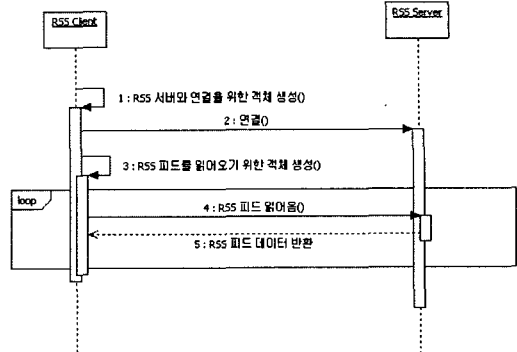 RSS Client
RSS Server
1 : RSS 서버와 연결을 위한 객체 생성()
2 : 연결()
3 : RSS 피드를 읽어오기 위한 객체 생성()
loop
4 : RSS 피드 읽어옴()
5 : RSS 피드 데이터 반환